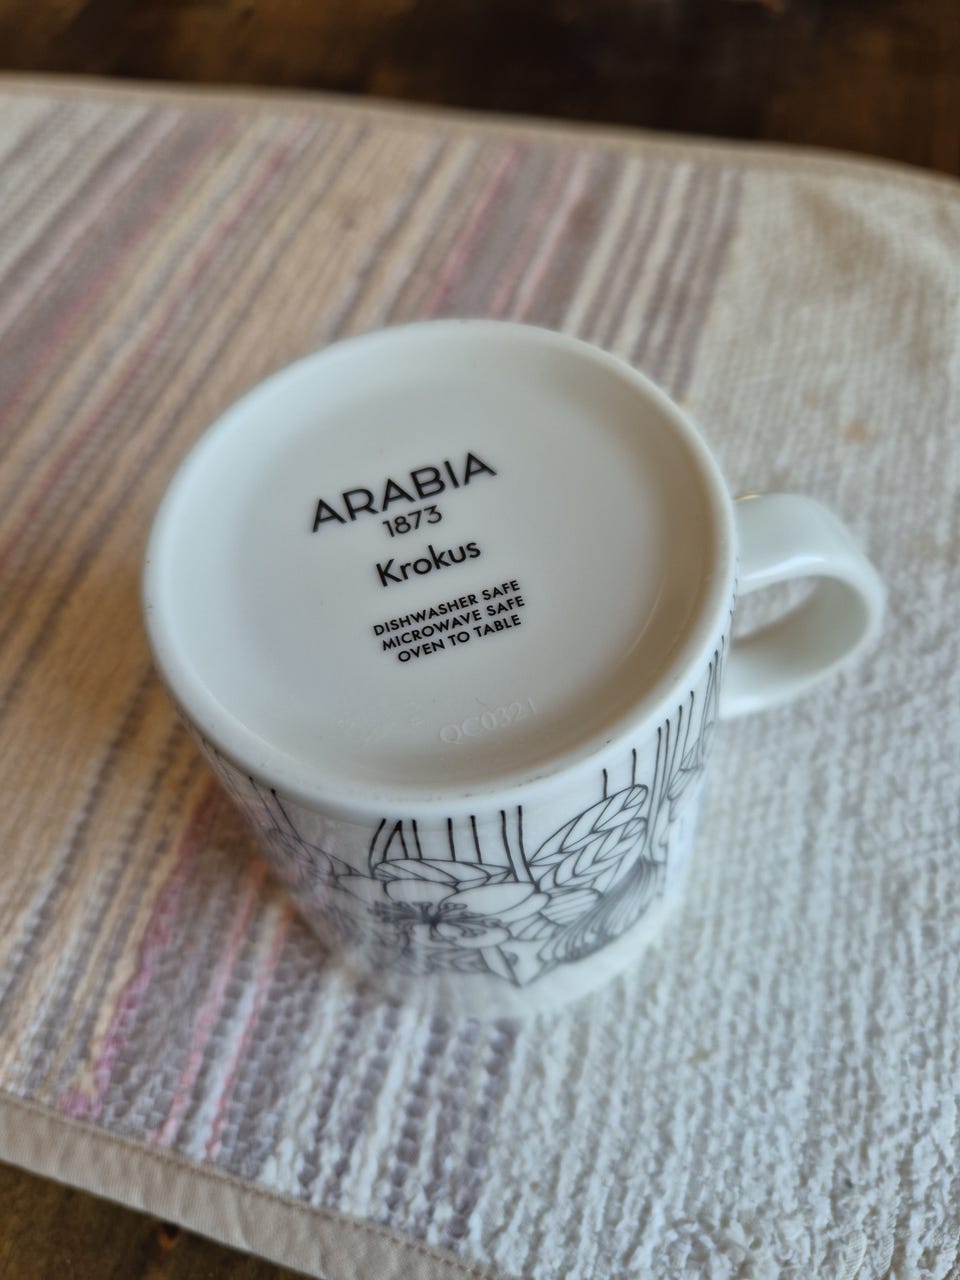 ARABIA
1873
Krokus
DISHWASHER SAFE
MICROWAVE SAFE
OVEN TO TABLE
QC0321